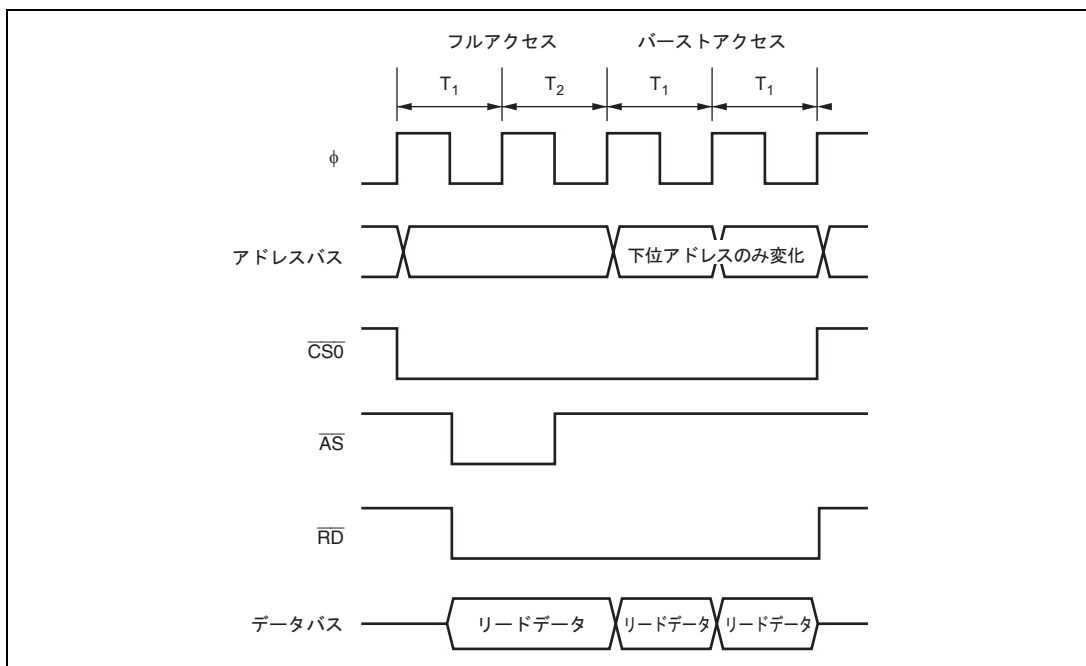 フルアクセス バーストアクセス
T₁ T₂ T₁ T₁
φ
アドレスバス 下位アドレスのみ変化
C̅S̅0̅
A̅S̅
R̅D̅
データバス リードデータ リードデータ リードデータ